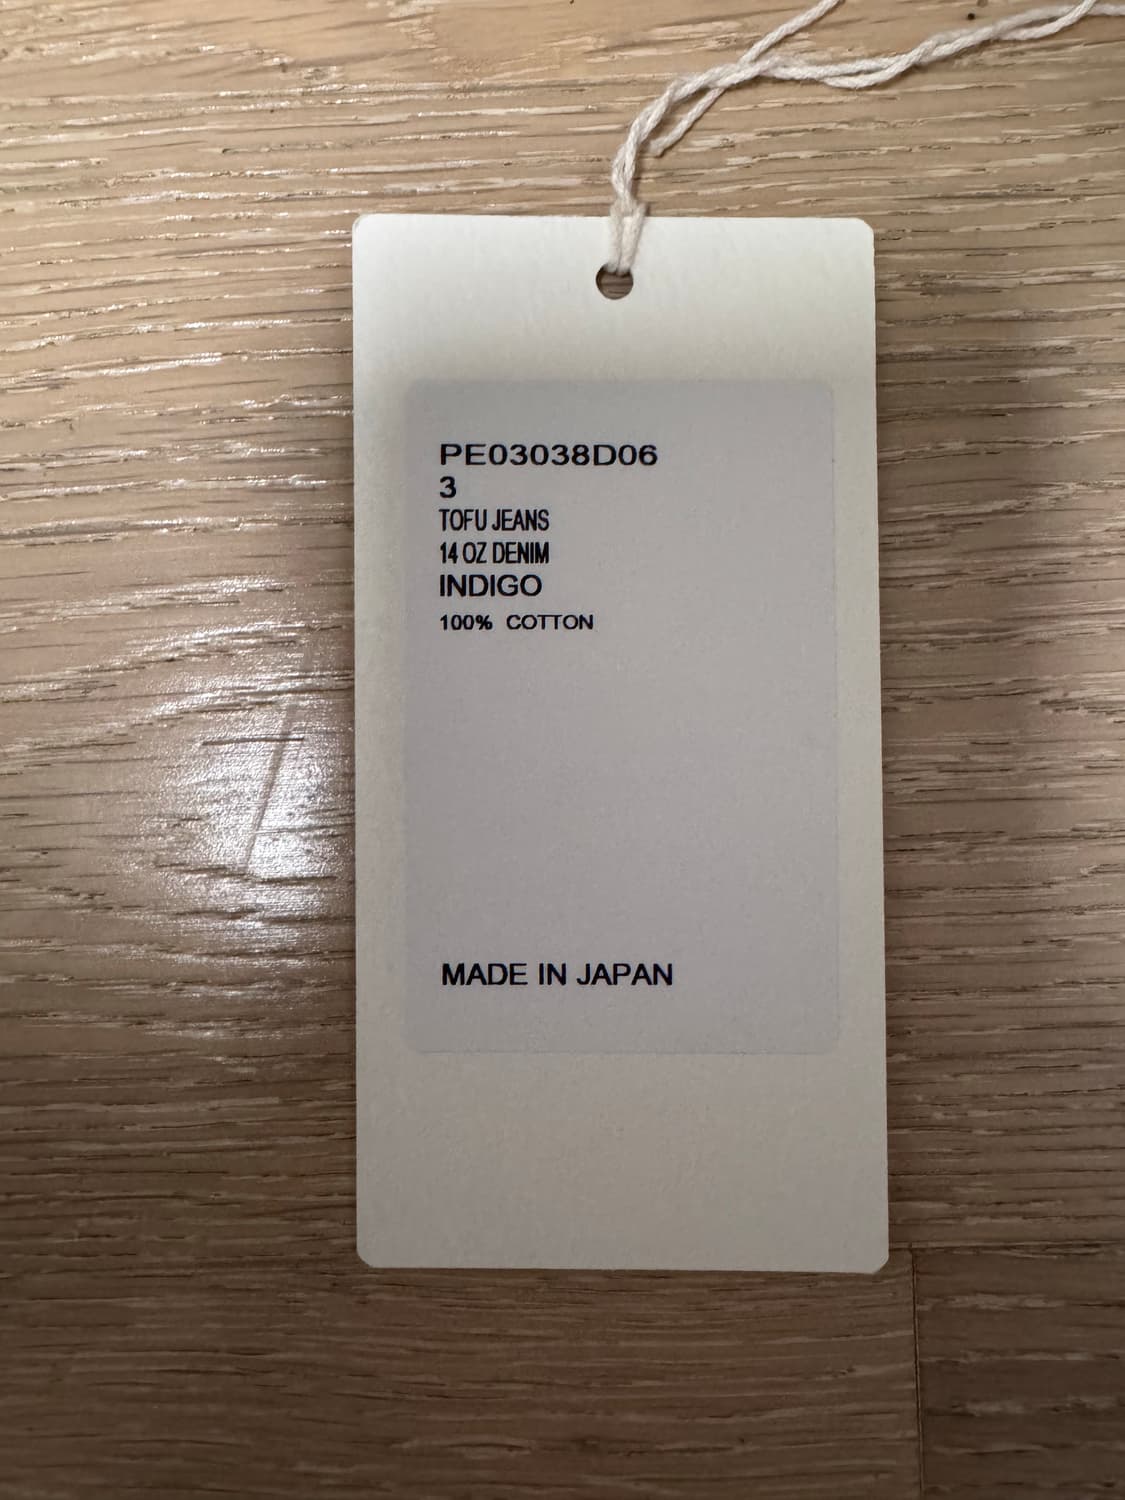 PE03038D06
3
TOFU JEANS
14 OZ DENIM
INDIGO
100% COTTON
MADE IN JAPAN